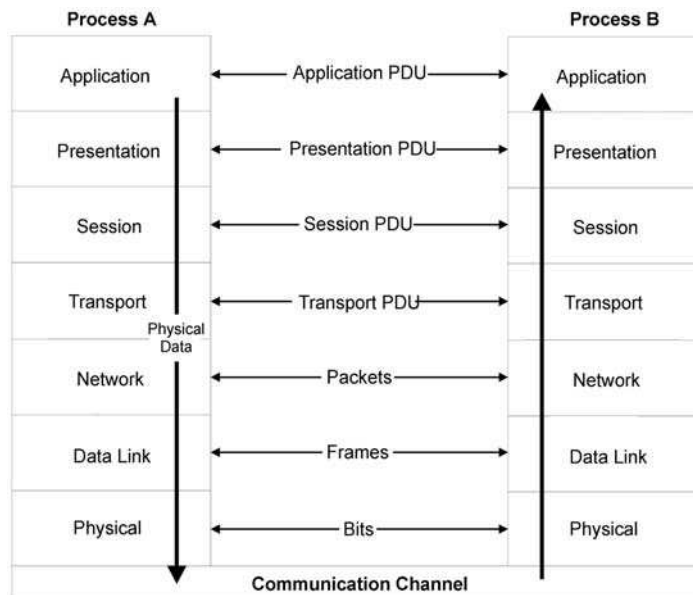 Process A
Process B
Application
Application PDU
Application
Presentation
Presentation PDU
Presentation
Session
Session PDU
Session
Transport
Transport PDU
Transport
Physical
Data
Network
Packets
Network
Data Link
Frames
Data Link
Physical
Bits
Physical
Communication Channel